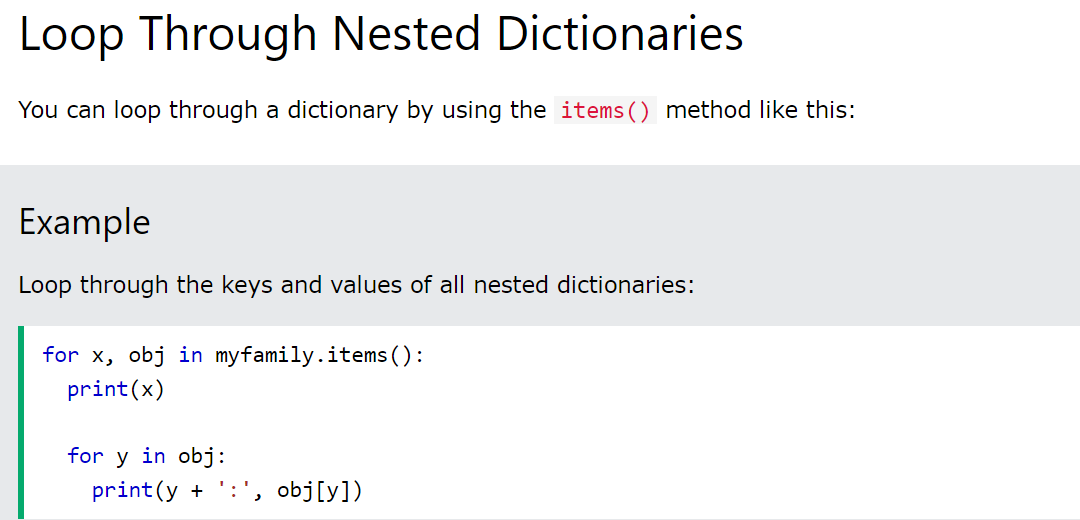 Loop Through Nested Dictionaries
You can loop through a dictionary by using the items() method like this:
Example
Loop through the keys and values of all nested dictionaries:
for x, obj in myfamily.items():
  print(x)

  for y in obj:
    print(y + ':', obj[y])